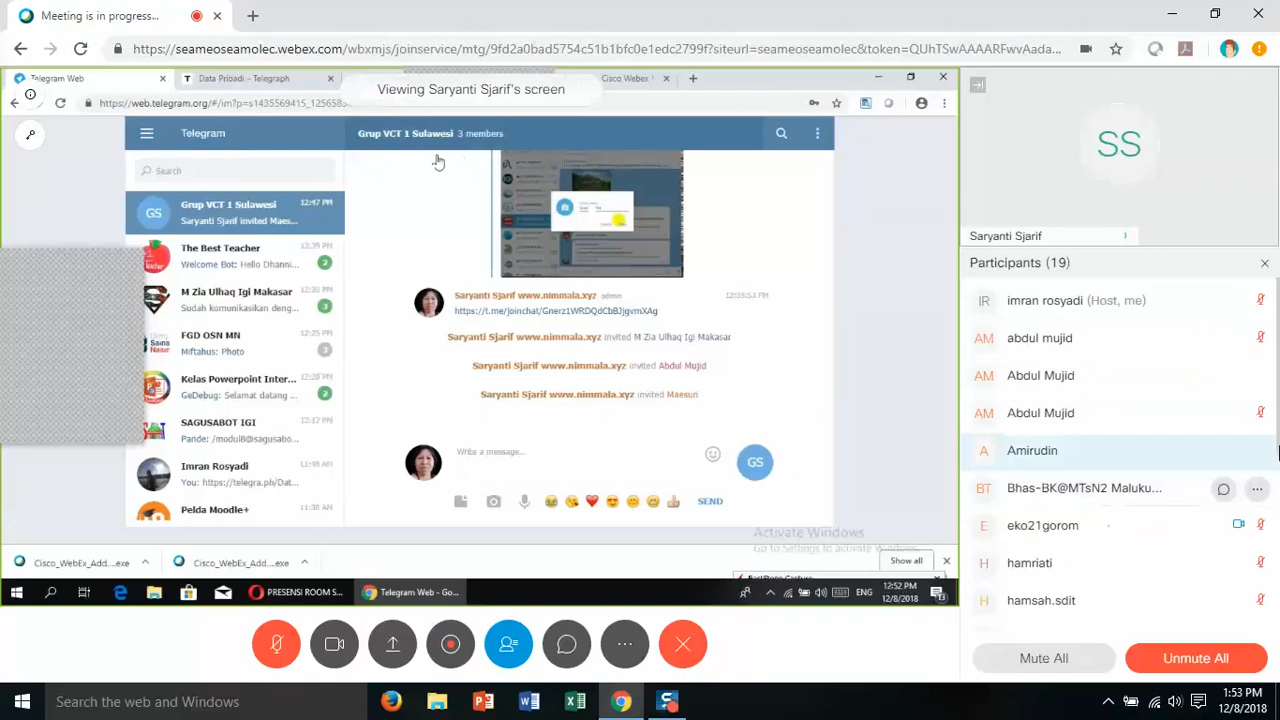 Meeting is in progress...
https://seameoseamolec.webex.com/wbxmjs/joinservice/mtg/9fd2a0bad5754c51b1bfc0e1edc2799f?siteurl=seameoseamolec&token=QUhTSwAAAARFwvAada...
Telegram Web
Data Pribadi – Telegraph
Cisco Webex
Viewing Saryanti Sjarif's screen
https://web.telegram.org/#/im?p=s1435569415_1256583
Telegram
Grup VCT 1 Sulawesi 3 members
Search
GS
Grup VCT 1 Sulawesi 12:47 PM
Saryanti Sjarif invited Maes...
The Best Teacher 12:39 PM
Welcome Bot: Hello Dhanni... 2
M Zia Ulhaq Igi Makasar 12:30 PM
Sudah komunikasikan deng... 3
FGD OSN MN 12:25 PM
Miftahus: Photo 3
Kelas Powerpoint Inter... 12:20 PM
GeDebug: Selamat datang ... 2
SAGUSABOT IGI 12:17 PM
Pande: /modul8@sagusabo...
Imran Rosyadi 11:48 AM
You: https://telegra.ph/Dat...
Pelda Moodle+ 11:38 AM
Saryanti Sjarif www.nimmala.xyz admin
https://t.me/joinchat/Gnerz1WRDQdCbBJjgvmXAg
Saryanti Sjarif www.nimmala.xyz invited M Zia Ulhaq Igi Makasar
Saryanti Sjarif www.nimmala.xyz invited Abdul Mujid
Saryanti Sjarif www.nimmala.xyz invited Maesuri
Write a message...
GS
SEND
Activate Windows
Go to Settings to activate Windows.
Cisco_WebEx_Add....exe
Cisco_WebEx_Add....exe
Show all
PRESENSI ROOM S...
Telegram Web - Go...
ENG
12:52 PM
12/8/2018
SS
Saryanti Sjarif
Participants (19)
IR imran rosyadi (Host, me)
AM abdul mujid
AM Abdul Mujid
AM Abdul Mujid
A Amirudin
BT Bhas-BK@MTsN2 Maluku...
E eko21gorom
H hamriati
H hamsah.sdit
Mute All
Unmute All
Search the web and Windows
1:53 PM
12/8/2018